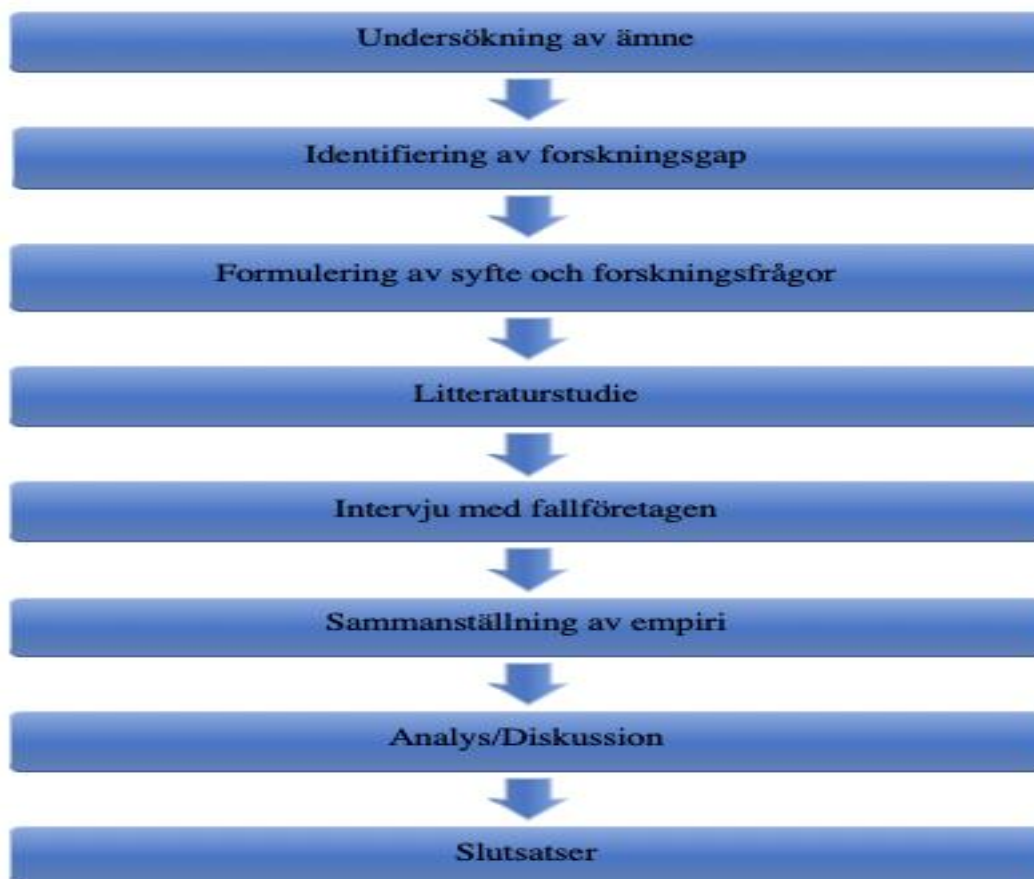 Undersökning av ämne
Identifiering av forskningsgap
Formulering av syfte och forskningsfrågor
Litteraturstudie
Intervju med fallföretagen
Sammanställning av empiri
Analys/Diskussion
Slutsatser